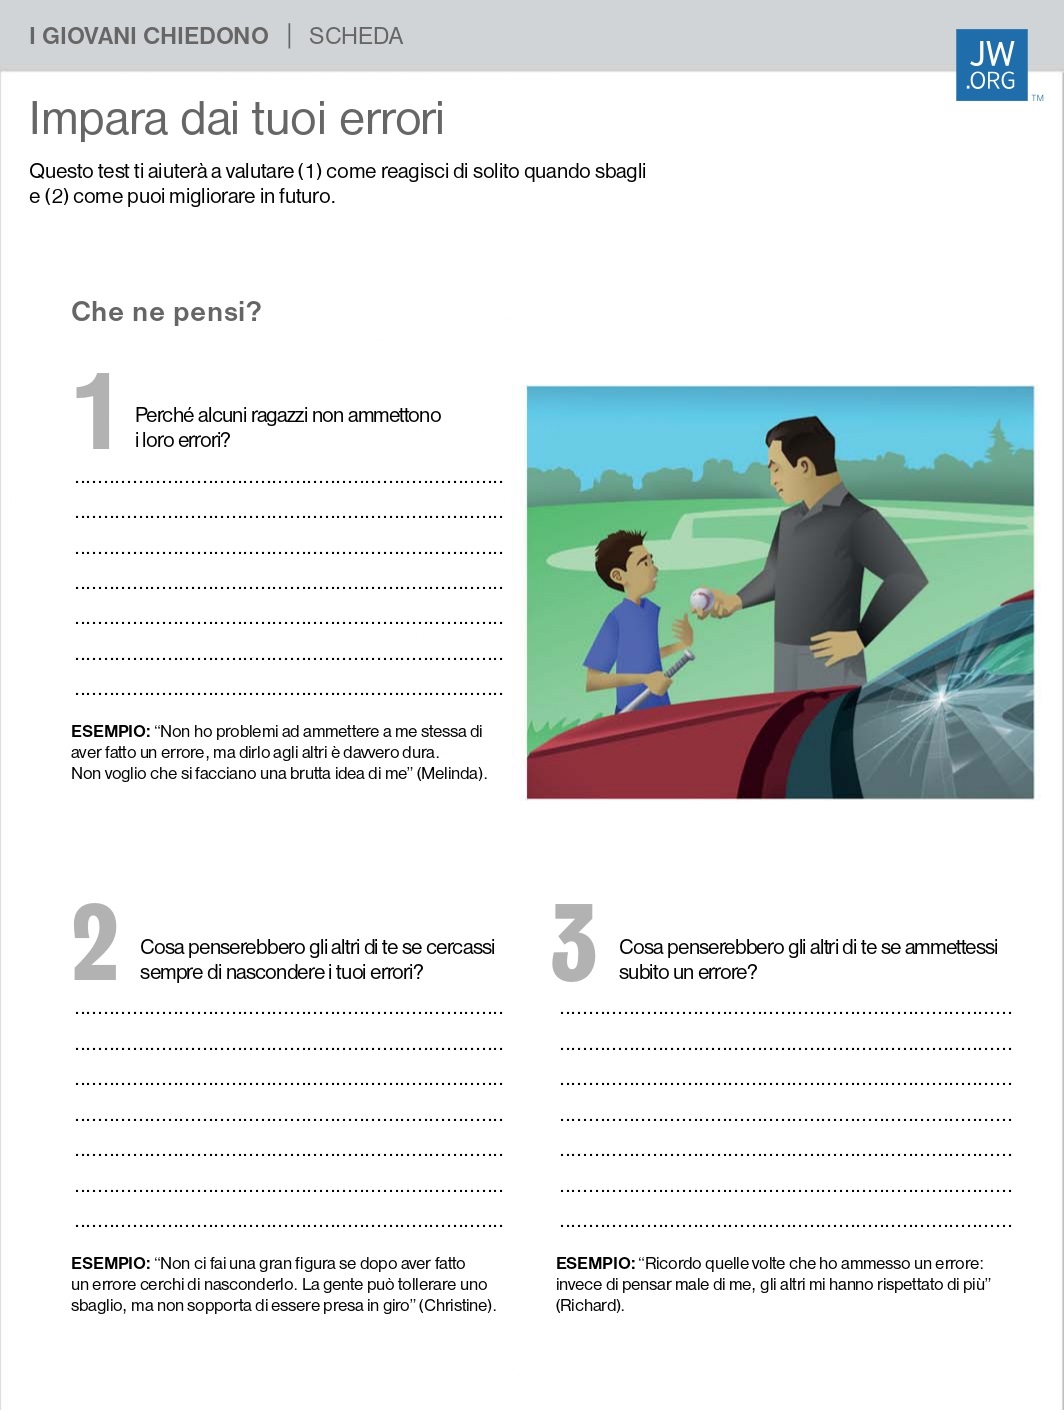 I GIOVANI CHIEDONO | SCHEDA
JW
.ORG
TM
Impara dai tuoi errori
Questo test ti aiuterà a valutare (1) come reagisci di solito quando sbagli
e (2) come puoi migliorare in futuro.
Che ne pensi?
1
Perché alcuni ragazzi non ammettono
i loro errori?
ESEMPIO: “Non ho problemi ad ammettere a me stessa di
aver fatto un errore, ma dirlo agli altri è davvero dura.
Non voglio che si facciano una brutta idea di me” (Melinda).
2
Cosa penserebbero gli altri di te se cercassi
sempre di nascondere i tuoi errori?
ESEMPIO: “Non ci fai una gran figura se dopo aver fatto
un errore cerchi di nasconderlo. La gente può tollerare uno
sbaglio, ma non sopporta di essere presa in giro” (Christine).
3
Cosa penserebbero gli altri di te se ammettessi
subito un errore?
ESEMPIO: “Ricordo quelle volte che ho ammesso un errore:
invece di pensar male di me, gli altri mi hanno rispettato di più”
(Richard).